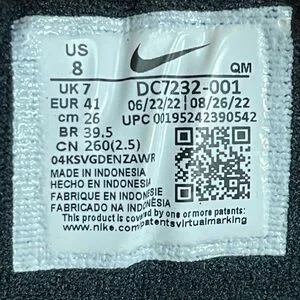 US
8
QM
UK 7
DC7232-001
EUR 41
06/22/22
08/26/22
cm 26
UPC 00195242390542
BR 39.5
CN 260(2.5)
04KSVGDENZAWR
MADE IN INDONESIA
HECHO EN INDONESIA
FABRIQUE EN INDONESIE
FABRICADO NA INDONESIA
This product is covered by one or more patents:
www.nike.com/patentsvirtualmarking